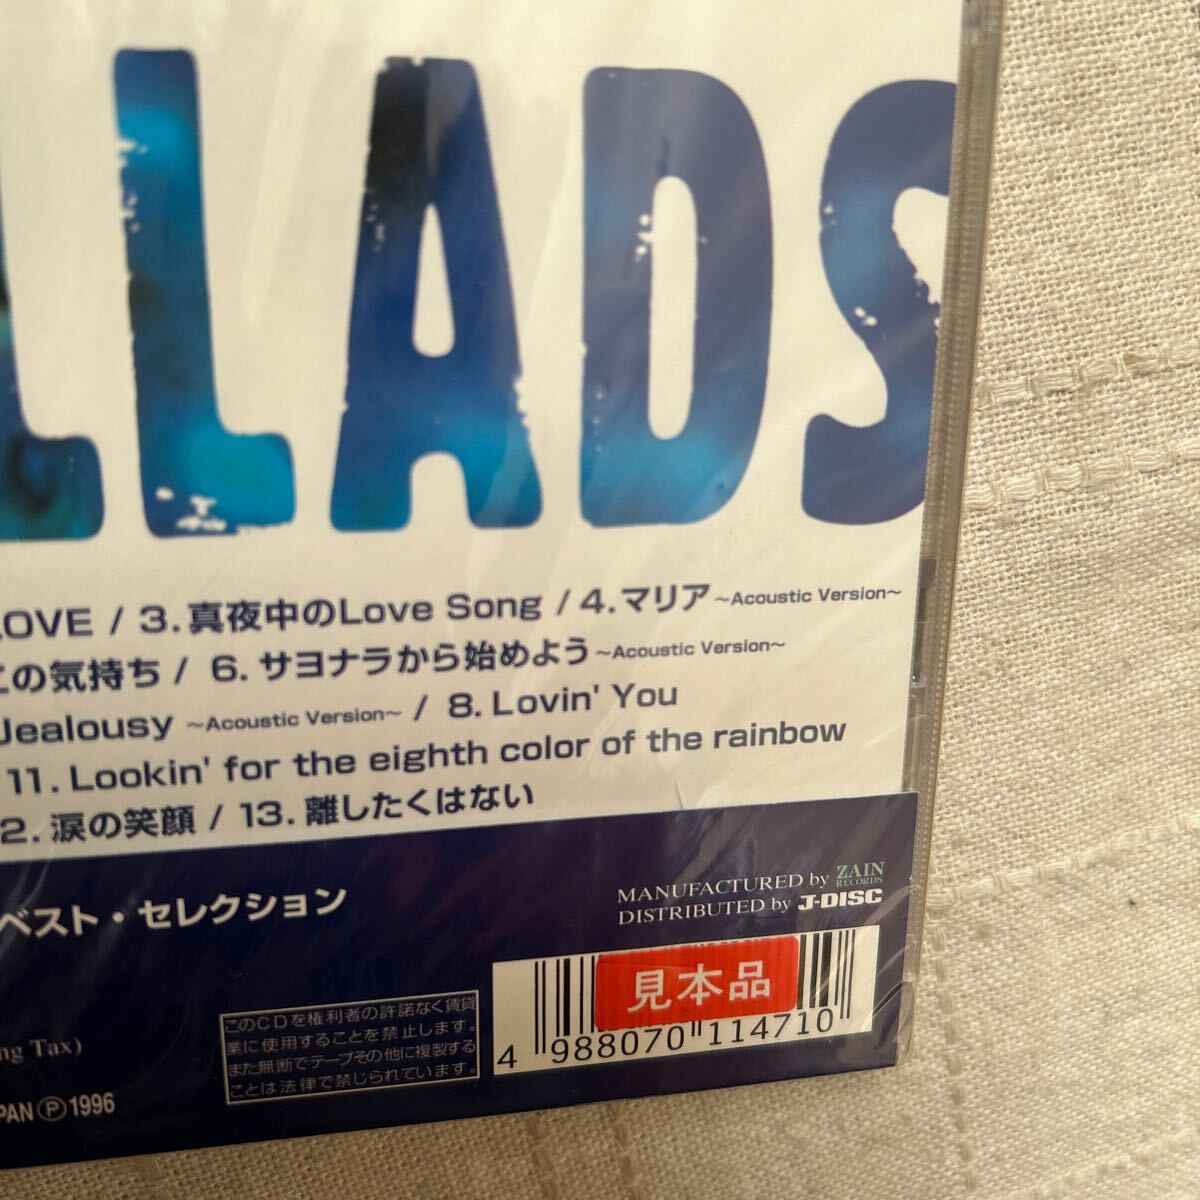 LLADS
LOVE / 3.真夜中のLove Song / 4.マリア ～Acoustic Version～
この気持ち / 6.サヨナラから始めよう ～Acoustic Version～
Jealousy ～Acoustic Version～ / 8.Lovin' You
11.Lookin' for the eighth color of the rainbow
2.涙の笑顔 / 13.離したくはない
ベスト・セレクション
MANUFACTURED by ZAIN RECORDS
DISTRIBUTED by J-DISC
見本品
このCDを権利者の許諾なく賃貸
業に使用することを禁止します。
また無断でテープその他に複製する
ことは法律で禁じられています。
4 988070 114710
ng Tax)
PAN Ⓟ 1996